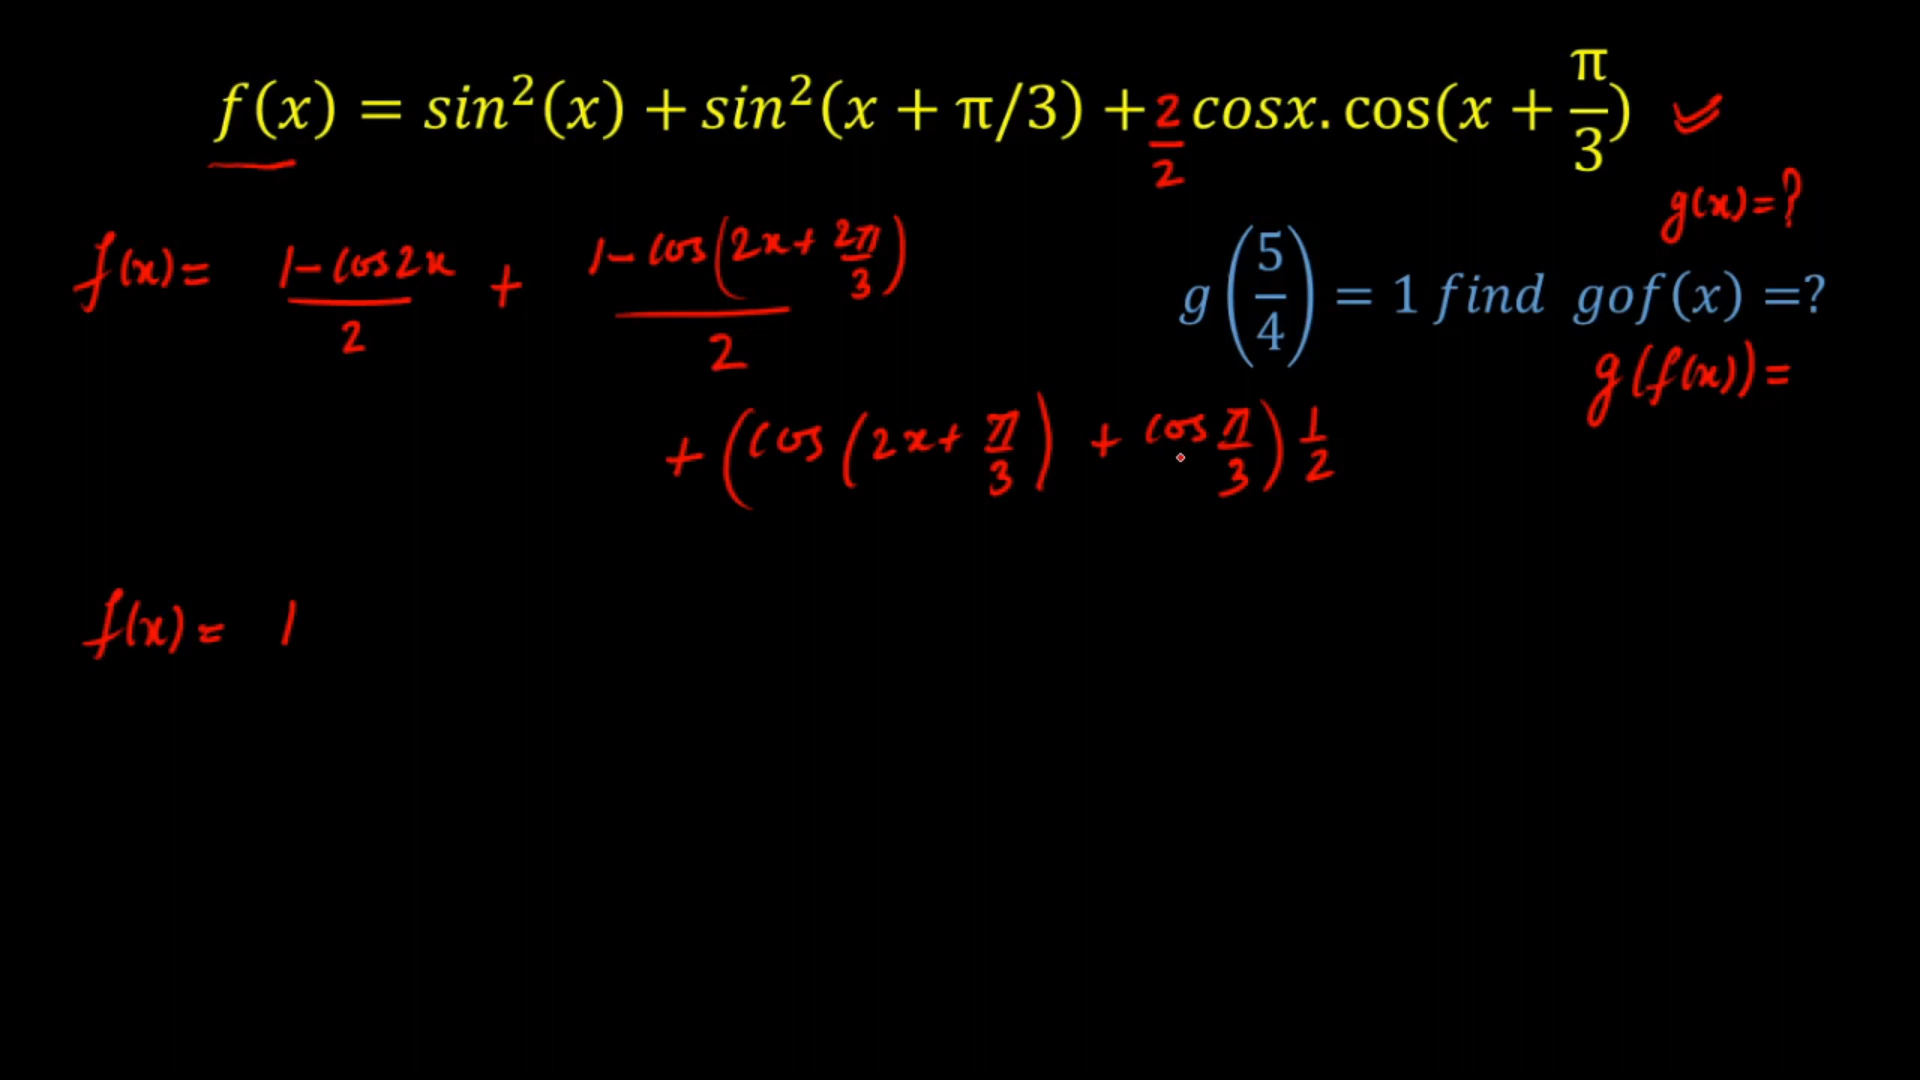 f(x) = sin²(x) + sin²(x + π/3) + 2/2 cosx. cos(x + π/3)
g(x)=?
f(x)= 1-cos2x/2 + 1-cos(2x+2π/3)/2
g(5/4) = 1 find gof(x) =?
g(f(x))=
+ (cos(2x+π/3) + cos π/3) 1/2
f(x)= 1